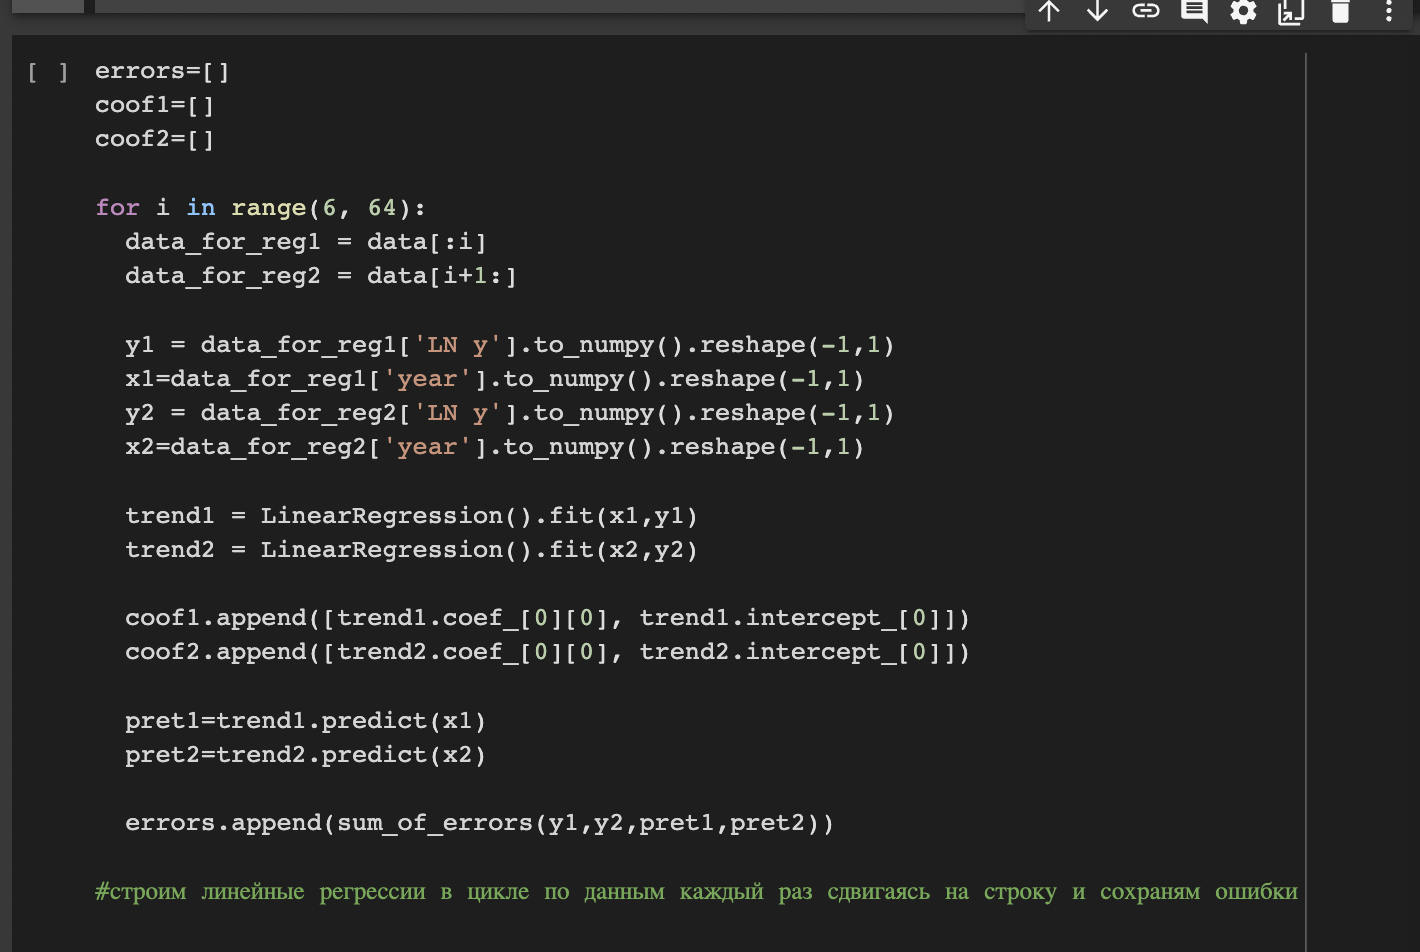 [ ] errors=[]
coof1=[]
coof2=[]
for i in range(6, 64):
data_for_reg1 = data[:i]
data_for_reg2 = data[i+1:]
y1 = data_for_reg1['LN y'].to_numpy().reshape(-1,1)
x1=data_for_reg1['year'].to_numpy().reshape(-1,1)
y2 = data_for_reg2['LN y'].to_numpy().reshape(-1,1)
x2=data_for_reg2['year'].to_numpy().reshape(-1,1)
trend1 = LinearRegression().fit(x1,y1)
trend2 = LinearRegression().fit(x2,y2)
coof1.append([trend1.coef_[0][0], trend1.intercept_[0]])
coof2.append([trend2.coef_[0][0], trend2.intercept_[0]])
pret1=trend1.predict(x1)
pret2=trend2.predict(x2)
errors.append(sum_of_errors(y1,y2,pret1,pret2))
#строим линейные регрессии в цикле по данным каждый раз сдвигаясь на строку и сохраням ошибки